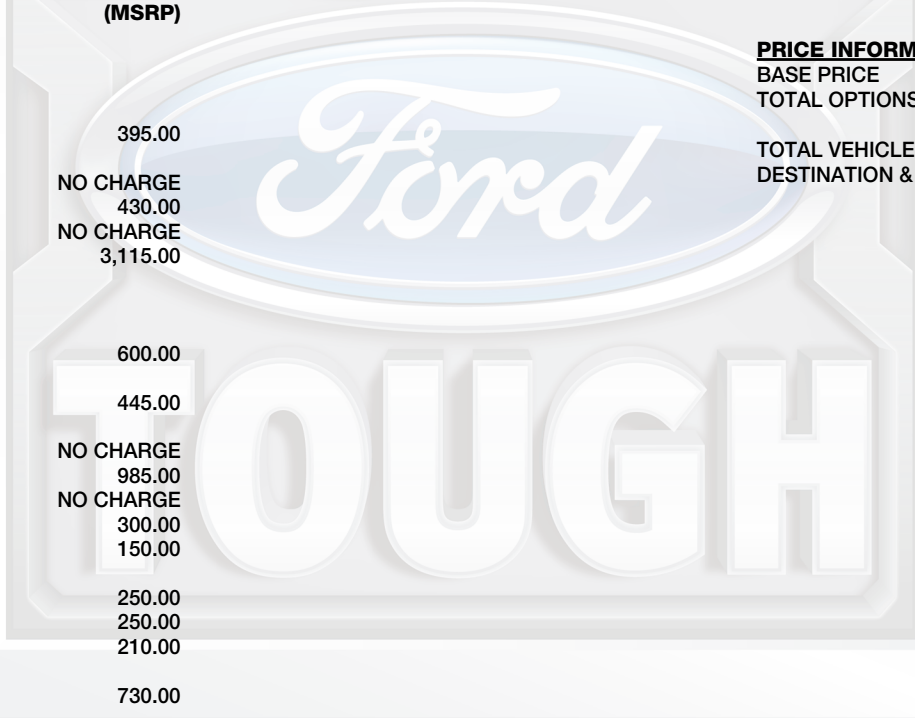 (MSRP)
395.00
NO CHARGE
430.00
NO CHARGE
3,115.00
600.00
445.00
NO CHARGE
985.00
NO CHARGE
300.00
150.00
250.00
250.00
210.00
730.00
PRICE INFORM
BASE PRICE
TOTAL OPTIONS
TOTAL VEHICLE
DESTINATION &
Ford
TOUGH